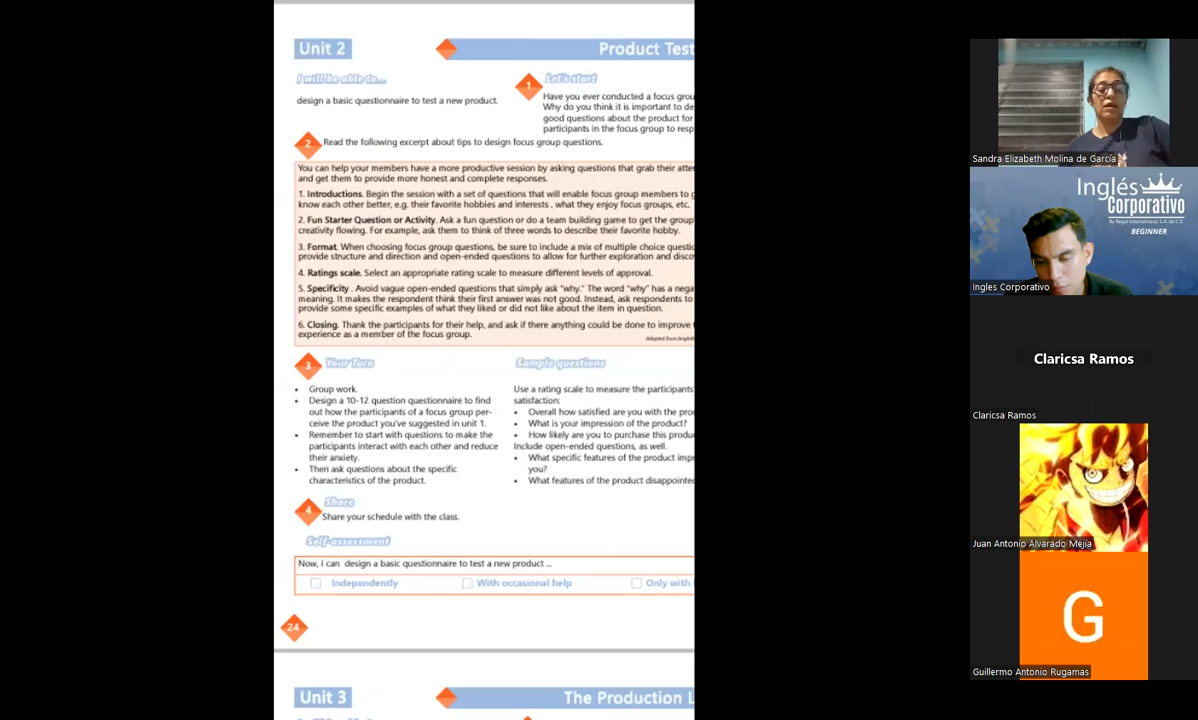 Unit 2
Product Test
I will be able to...
design a basic questionnaire to test a new product.
1
Let's start
Have you ever conducted a focus grou
Why do you think it is important to de
good questions about the product for
participants in the focus group to resp
2
Read the following excerpt about tips to design focus group questions.
You can help your members have a more productive session by asking questions that grab their atte
and get them to provide more honest and complete responses.
1. Introductions. Begin the session with a set of questions that will enable focus group members to g
know each other better, e.g. their favorite hobbies and interests , what they enjoy focus groups, etc.
2. Fun Starter Question or Activity. Ask a fun question or do a team building game to get the group
creativity flowing. For example, ask them to think of three words to describe their favorite hobby.
3. Format. When choosing focus group questions, be sure to include a mix of multiple choice questic
provide structure and direction and open-ended questions to allow for further exploration and disco
4. Ratings scale. Select an appropriate rating scale to measure different levels of approval.
5. Specificity . Avoid vague open-ended questions that simply ask "why." The word "why" has a nega
meaning. It makes the respondent think their first answer was not good. Instead, ask respondents to
provide some specific examples of what they liked or did not like about the item in question.
6. Closing. Thank the participants for their help, and ask if there anything could be done to improve t
experience as a member of the focus group.
Adapted from
3
Your Turn
• Group work.
• Design a 10-12 question questionnaire to find
out how the participants of a focus group per-
ceive the product you've suggested in unit 1.
• Remember to start with questions to make the
participants interact with each other and reduce
their anxiety.
• Then ask questions about the specific
characteristics of the product.
Sample questions
Use a rating scale to measure the participants
satisfaction:
• Overall how satisfied are you with the pro
• What is your impression of the product?
• How likely are you to purchase this produ
Include open-ended questions, as well.
• What specific features of the product impr
you?
• What features of the product disappointed
4
Share
Share your schedule with the class.
Self-assessment
Now, I can design a basic questionnaire to test a new product ...
Independently
With occasional help
Only with
24
Unit 3
The Production L
Sandra Elizabeth Molina de García
Inglés
Corporativo
By Regal International, S.A. de C.V.
BEGINNER
Ingles Corporativo
Claricsa Ramos
Claricsa Ramos
Juan Antonio Alvarado Mejía
G
Guillermo Antonio Rugamas